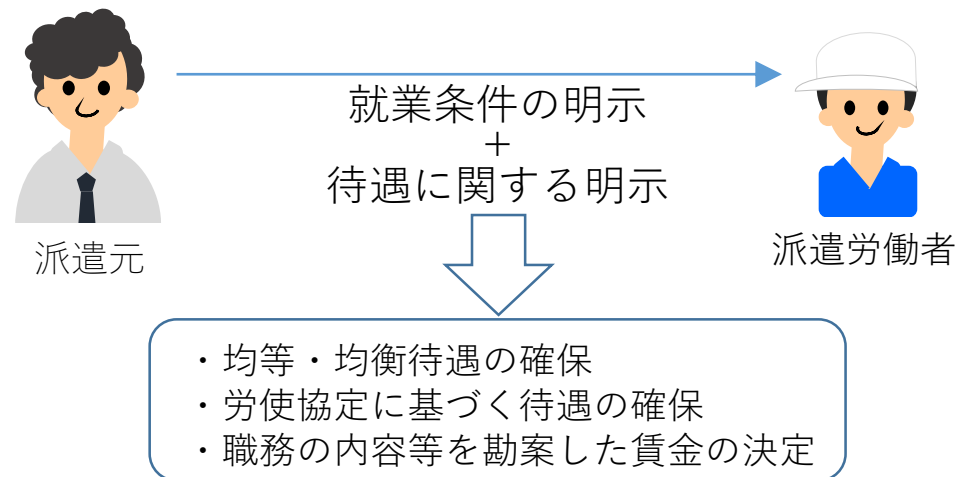 就業条件の明示
+
待遇に関する明示
派遣元
派遣労働者
・均等・均衡待遇の確保
・労使協定に基づく待遇の確保
・職務の内容等を勘案した賃金の決定